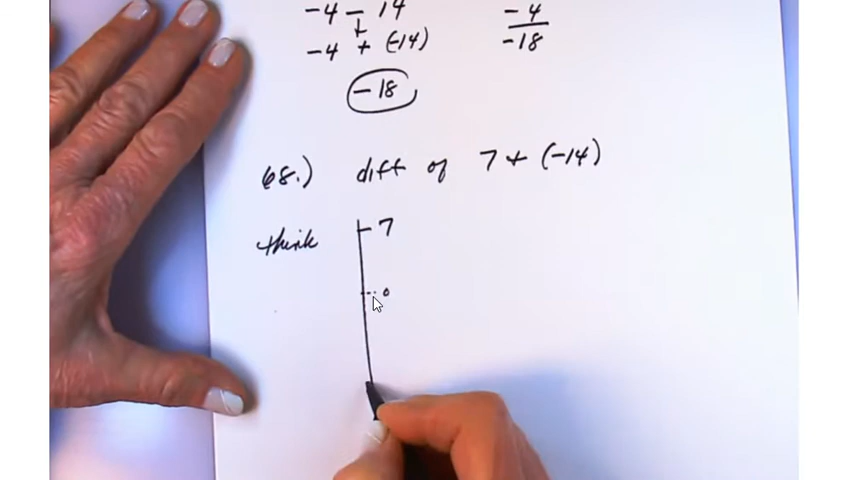 -4 - 14 -4
-4 + (-14) -18
-18
68.) diff of 7 + (-14)
think 7
0